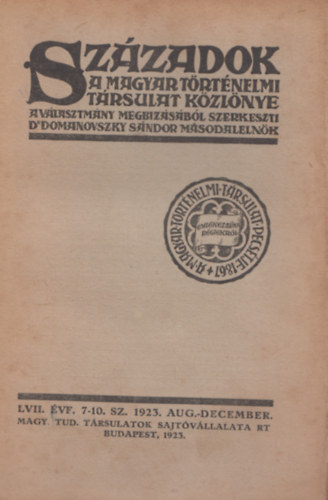 SZÁZADOK
A MAGYAR TÖRTÉNELMI
TÁRSULAT KÖZLÖNYE
A VÁLASZTMÁNY MEGBIZÁSÁBÓL SZERKESZTI
DR DOMANOVSZKY SÁNDOR MÁSODALELNÖK
A·MAGYAR·TÖRTÉNELMI·TÁRSULAT·PECSÉTJE·1867
LVII. ÉVF. 7-10. SZ. 1923. AUG.-DECEMBER.
MAGY. TUD. TÁRSULATOK SAJTÓVÁLLALATA RT
BUDAPEST, 1923.